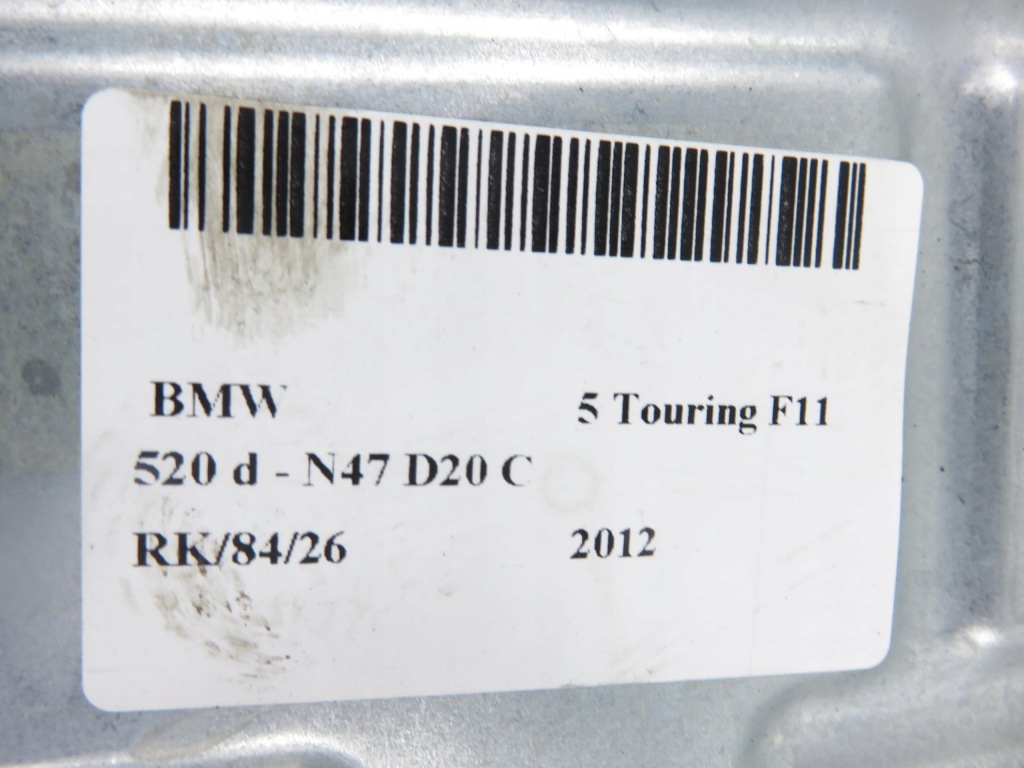 BMW 5 Touring F11
520 d - N47 D20 C
RK/84/26 2012